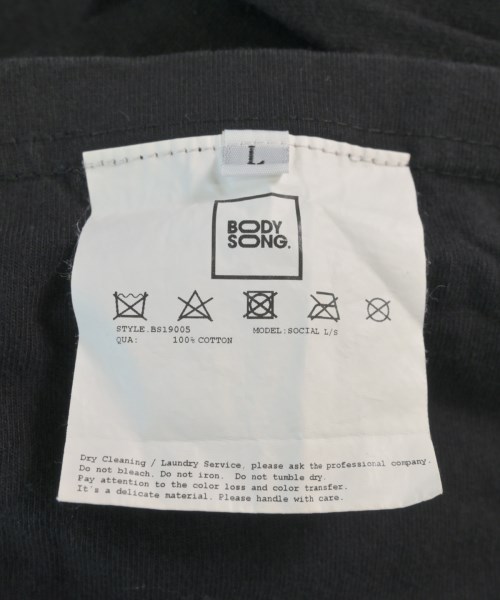 L
BODY
SONG.
STYLE.BS19005 MODEL:SOCIAL L/S
QUA: 100% COTTON
Dry Cleaning / Laundry Service, please ask the professional company.
Do not bleach. Do not iron. Do not tumble dry.
Pay attention to the color loss and color transfer.
It's a delicate material. Please handle with care.